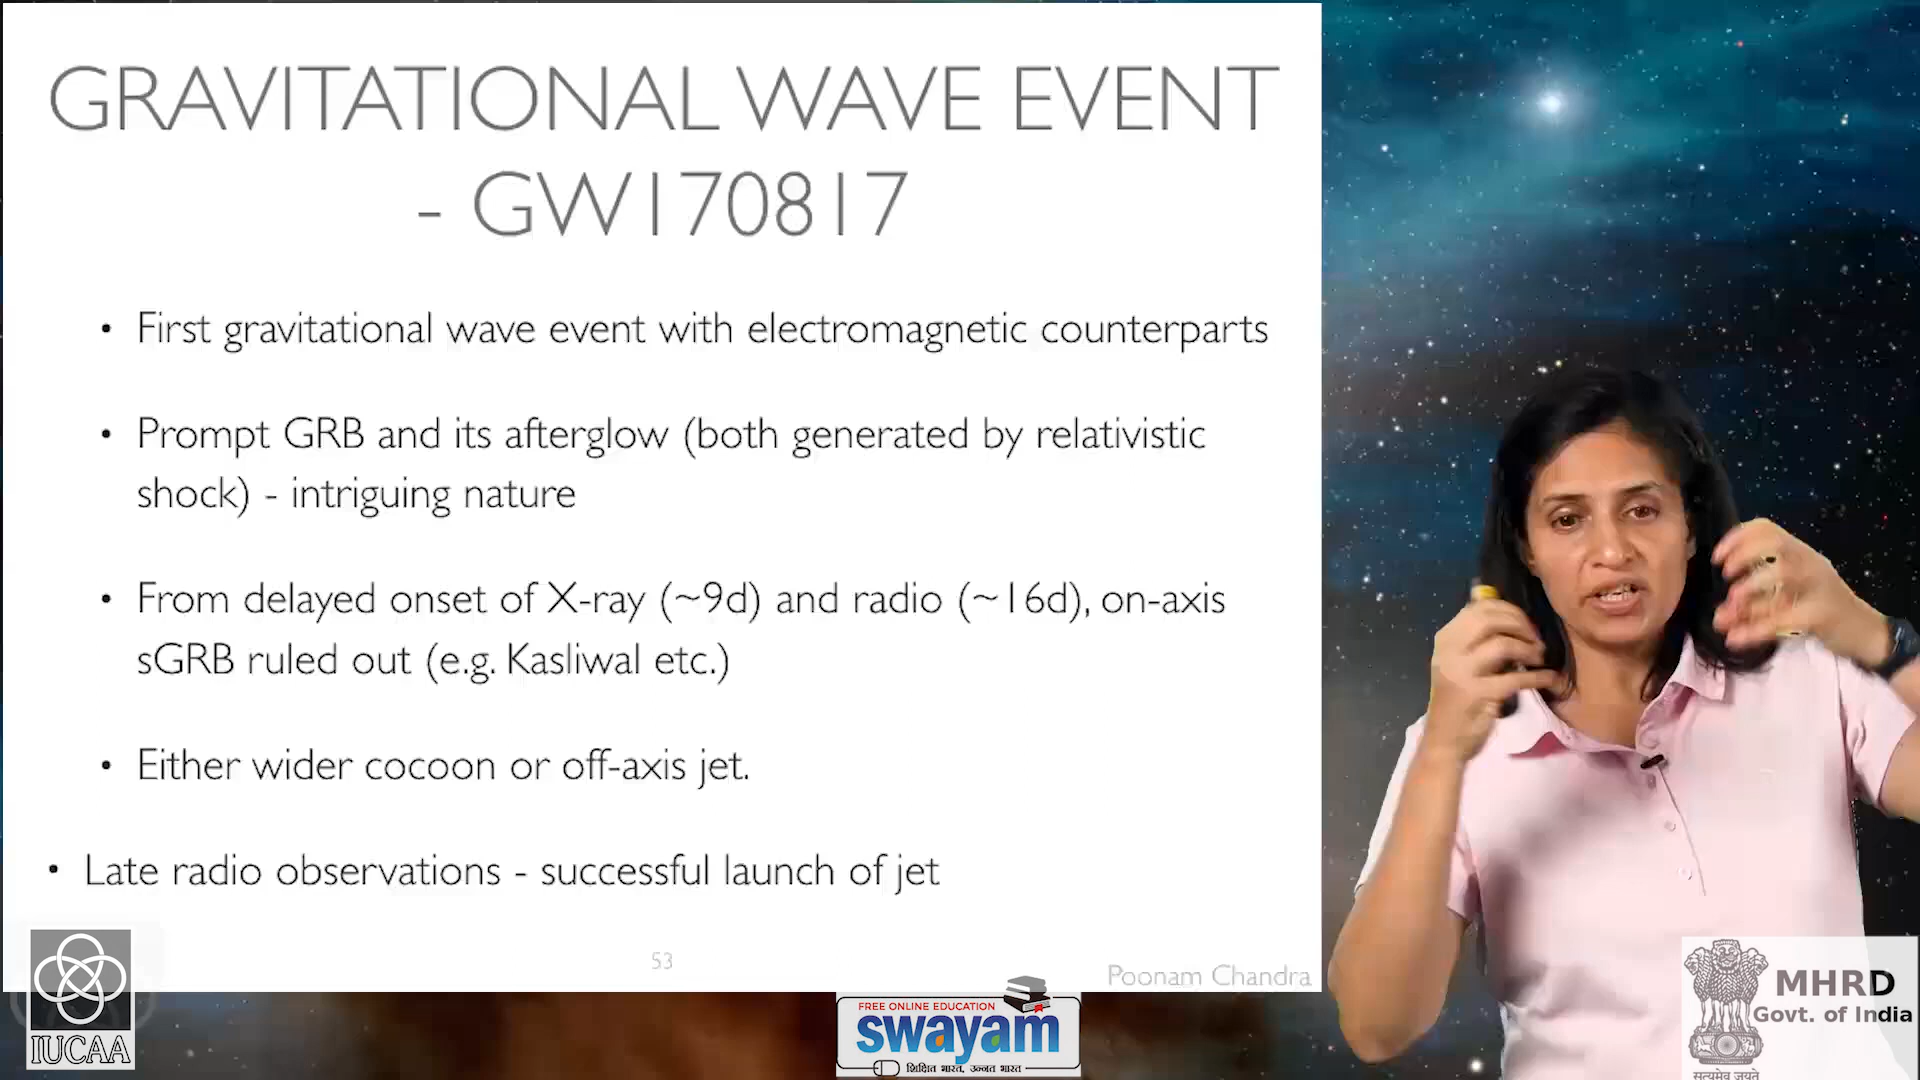 GRAVITATIONAL WAVE EVENT
- GW170817
• First gravitational wave event with electromagnetic counterparts
• Prompt GRB and its afterglow (both generated by relativistic
shock) - intriguing nature
• From delayed onset of X-ray (~9d) and radio (~16d), on-axis
sGRB ruled out (e.g. Kasliwal etc.)
• Either wider cocoon or off-axis jet.
• Late radio observations - successful launch of jet
53
Poonam Chandra
IUCAA
FREE ONLINE EDUCATION
swayam
शिक्षित भारत, उन्नत भारत
MHRD
Govt. of India
सत्यमेव जयते